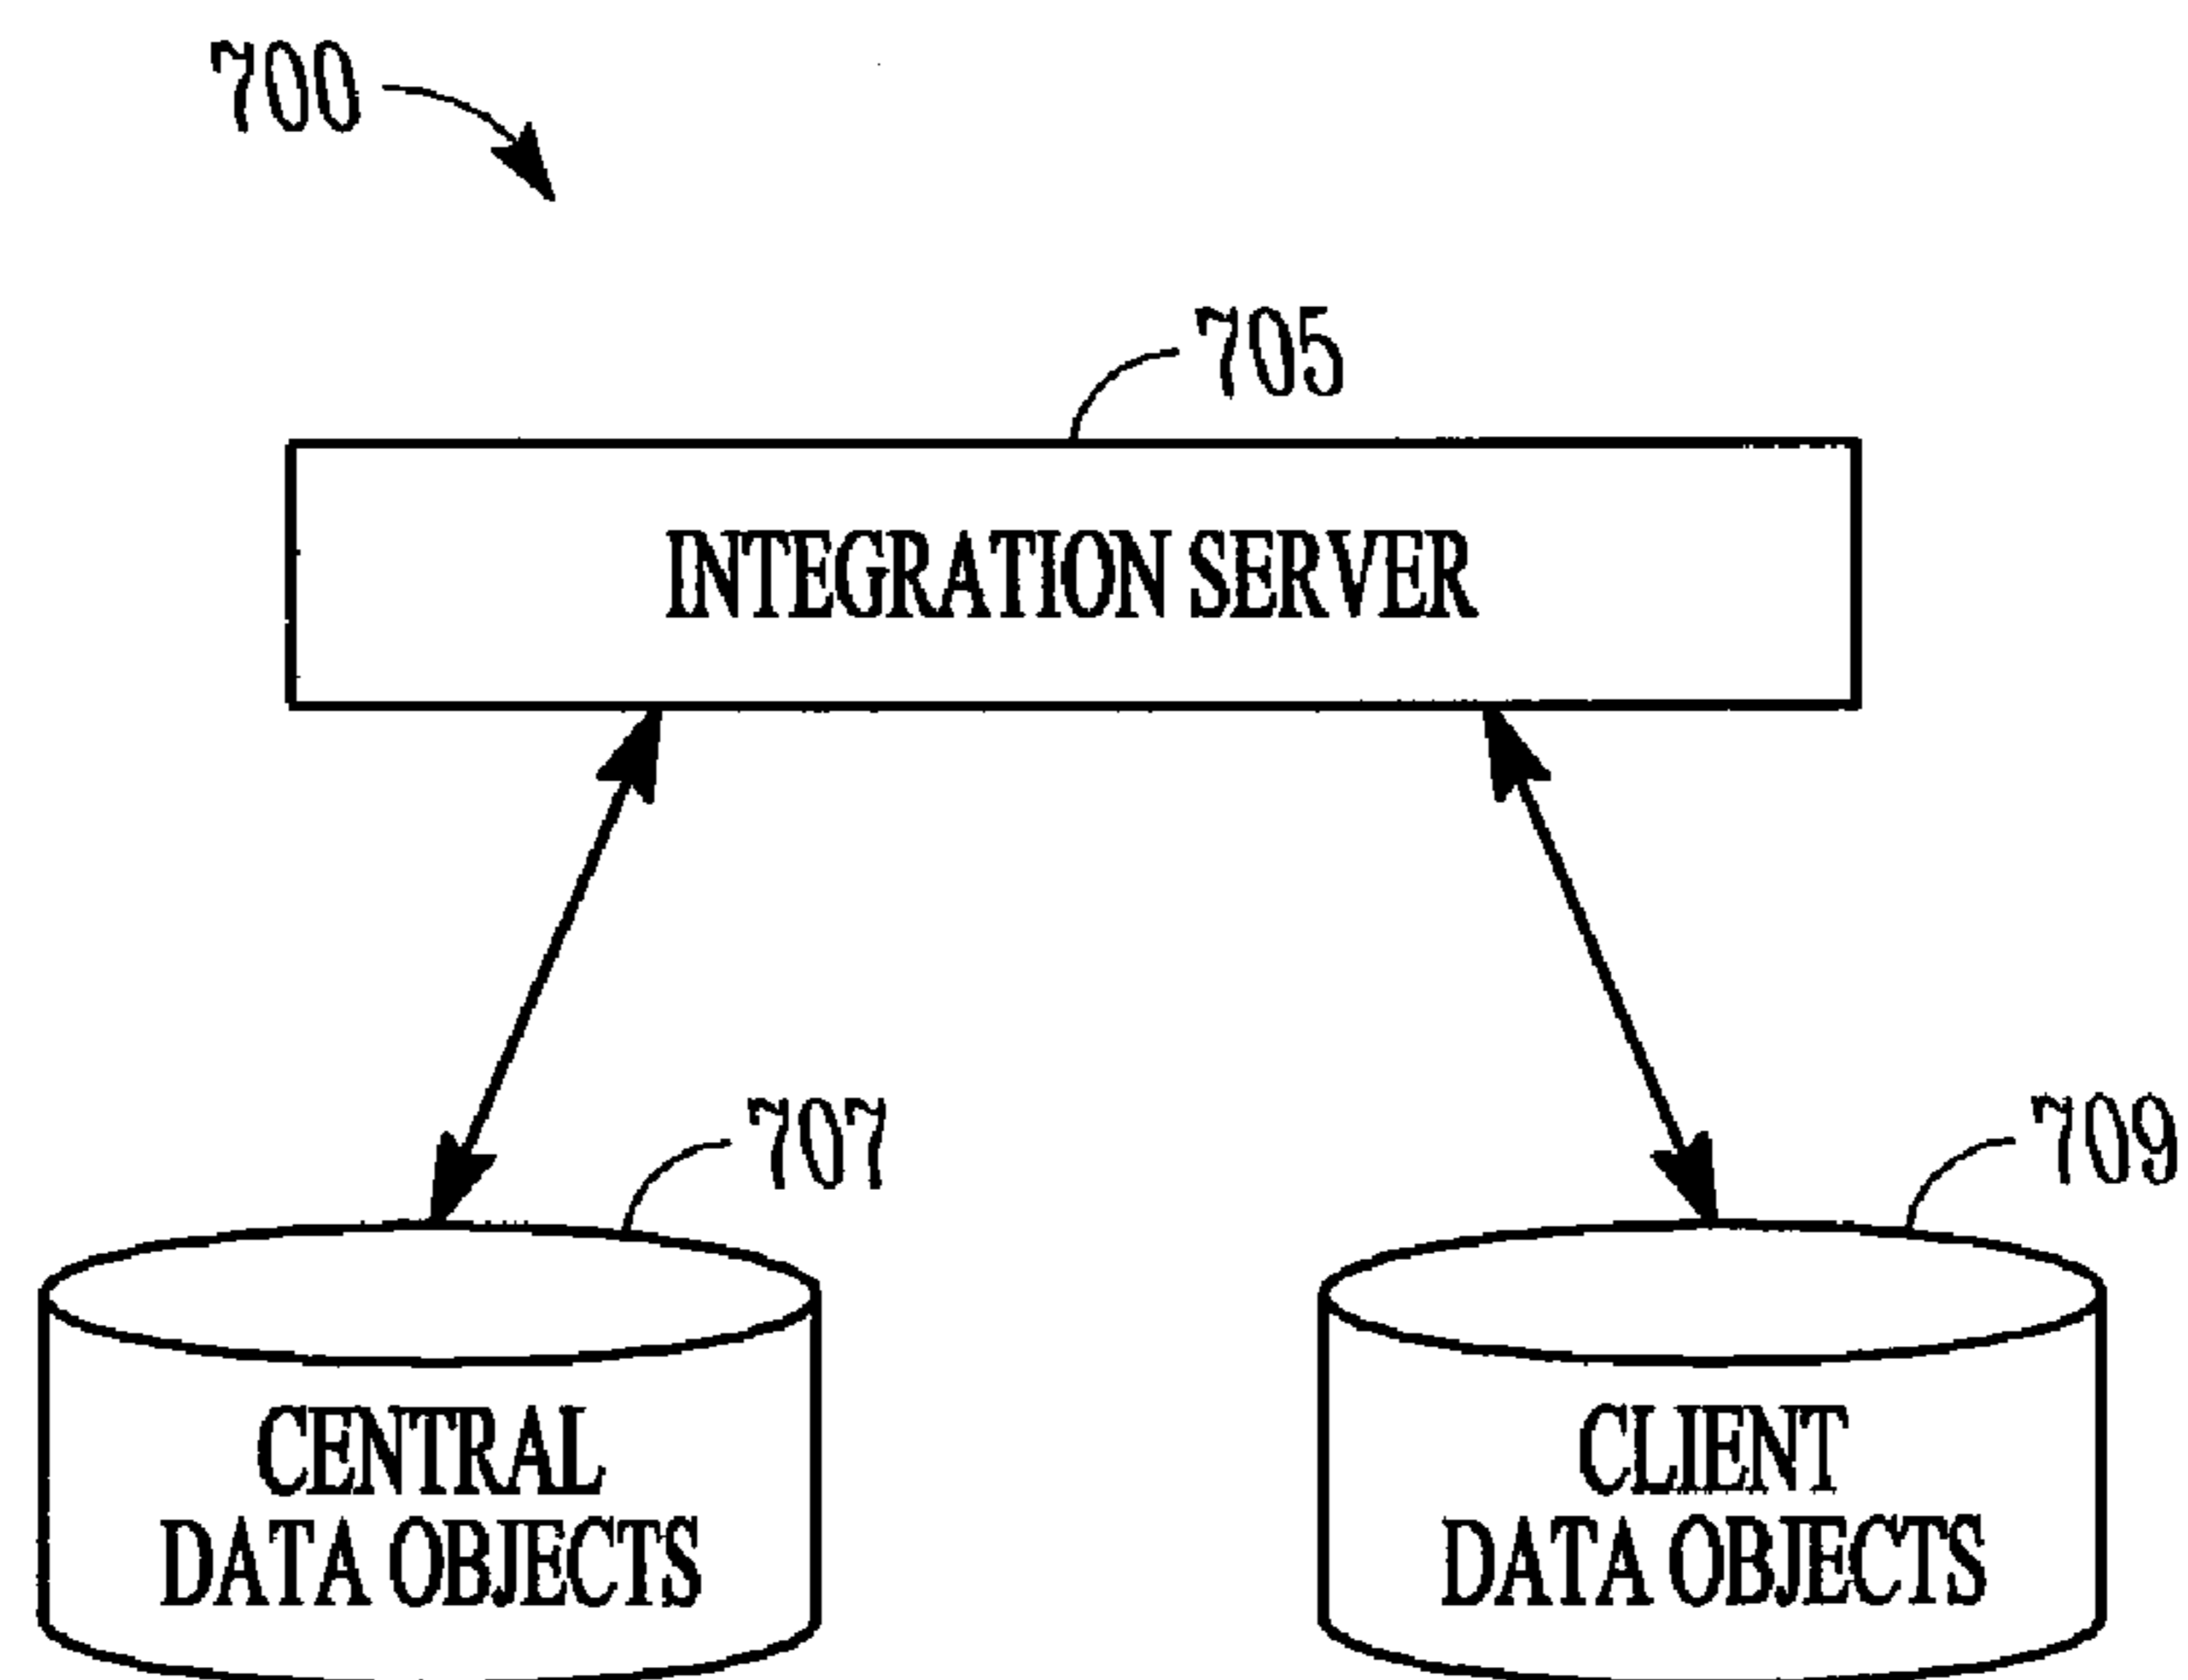 700
705
INTEGRATION SERVER
707
709
CENTRAL
DATA OBJECTS
CLIENT
DATA OBJECTS